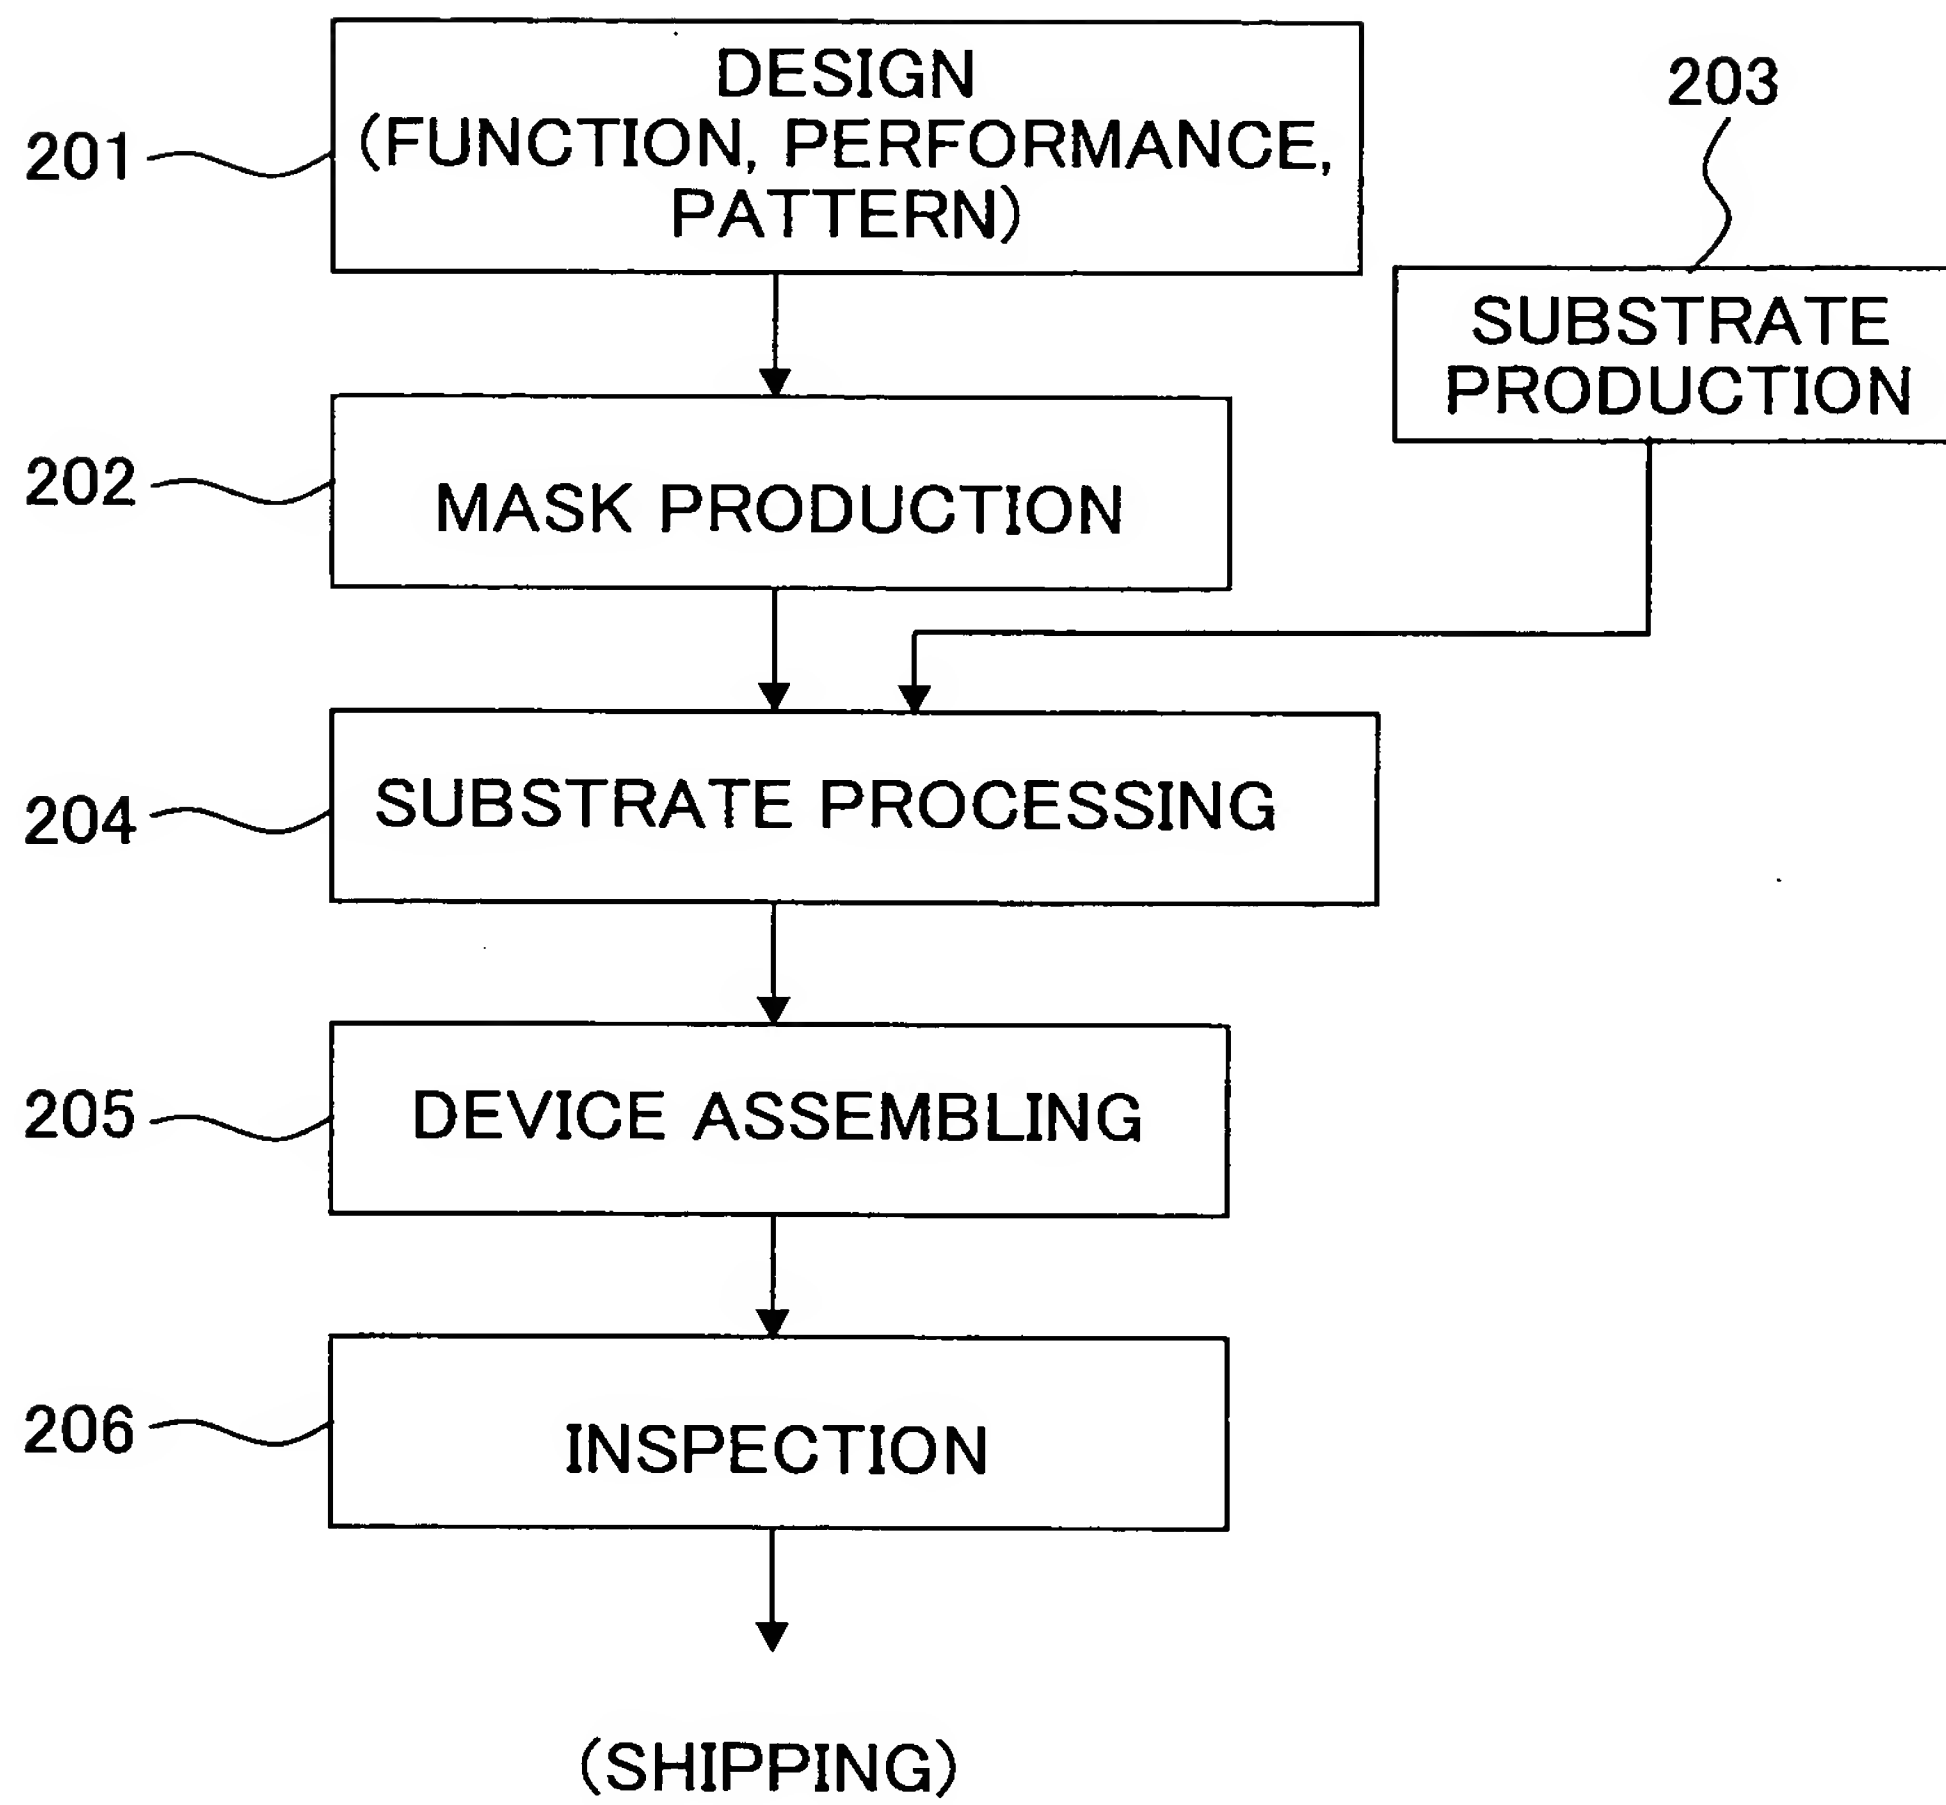 201
DESIGN
(FUNCTION, PERFORMANCE,
PATTERN)
203
SUBSTRATE
PRODUCTION
202
MASK PRODUCTION
204
SUBSTRATE PROCESSING
205
DEVICE ASSEMBLING
206
INSPECTION
(SHIPPING)